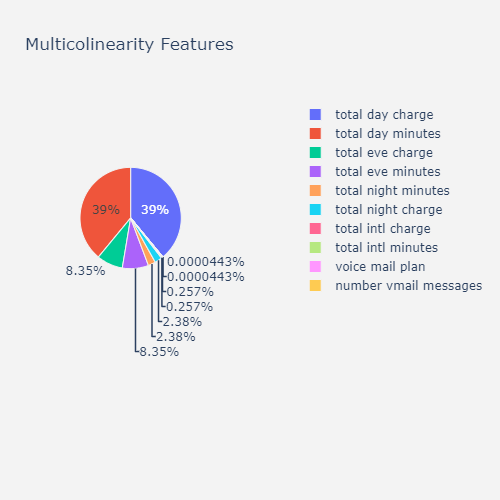 Multicolinearity Features
total day charge
total day minutes
total eve charge
total eve minutes
total night minutes
total night charge
total intl charge
total intl minutes
voice mail plan
number vmail messages
39%
39%
8.35%
0.0000443%
0.0000443%
0.257%
0.257%
2.38%
2.38%
8.35%